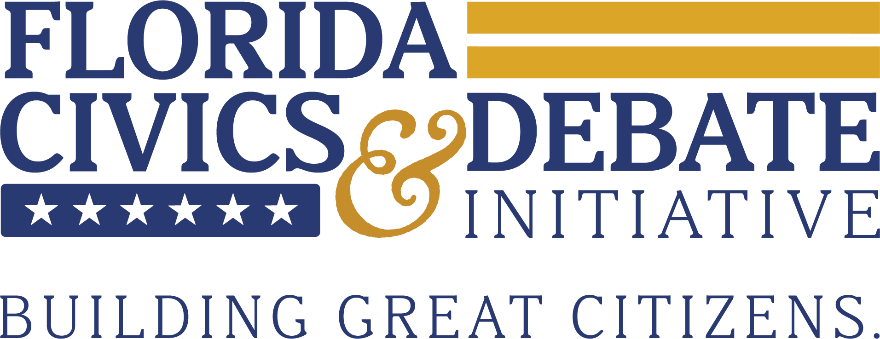 FLORIDA
CIVICS & DEBATE
INITIATIVE
BUILDING GREAT CITIZENS.